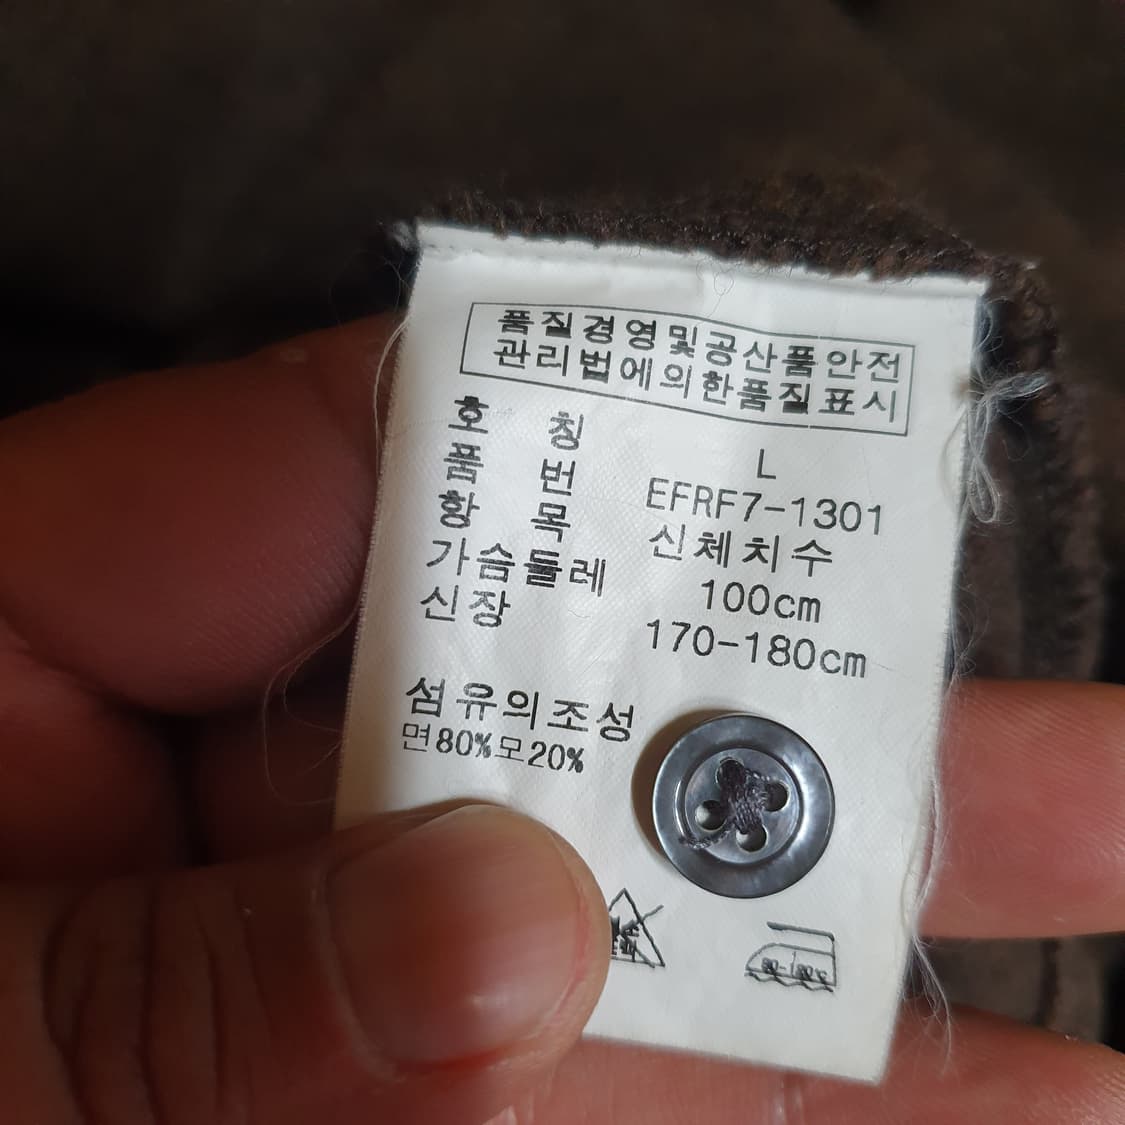 품질경영및공산품안전
관리법에의한품질표시
호 칭 L
품 번 EFRF7-1301
항 목 신체치수
가슴둘레 100cm
신장 170-180cm
섬유의조성
면80%모20%